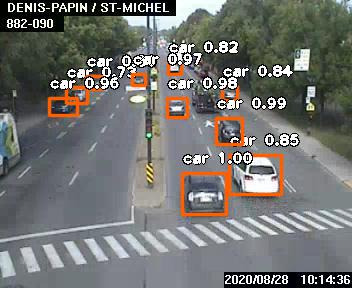 DENIS-PAPIN / ST-MICHEL
882-090
car 0.82
car 0.97
car 0.84
car 0.73
car 0.96
car 0.98
car 0.99
car 0.85
car 1.00
2020/08/28 10:14:36